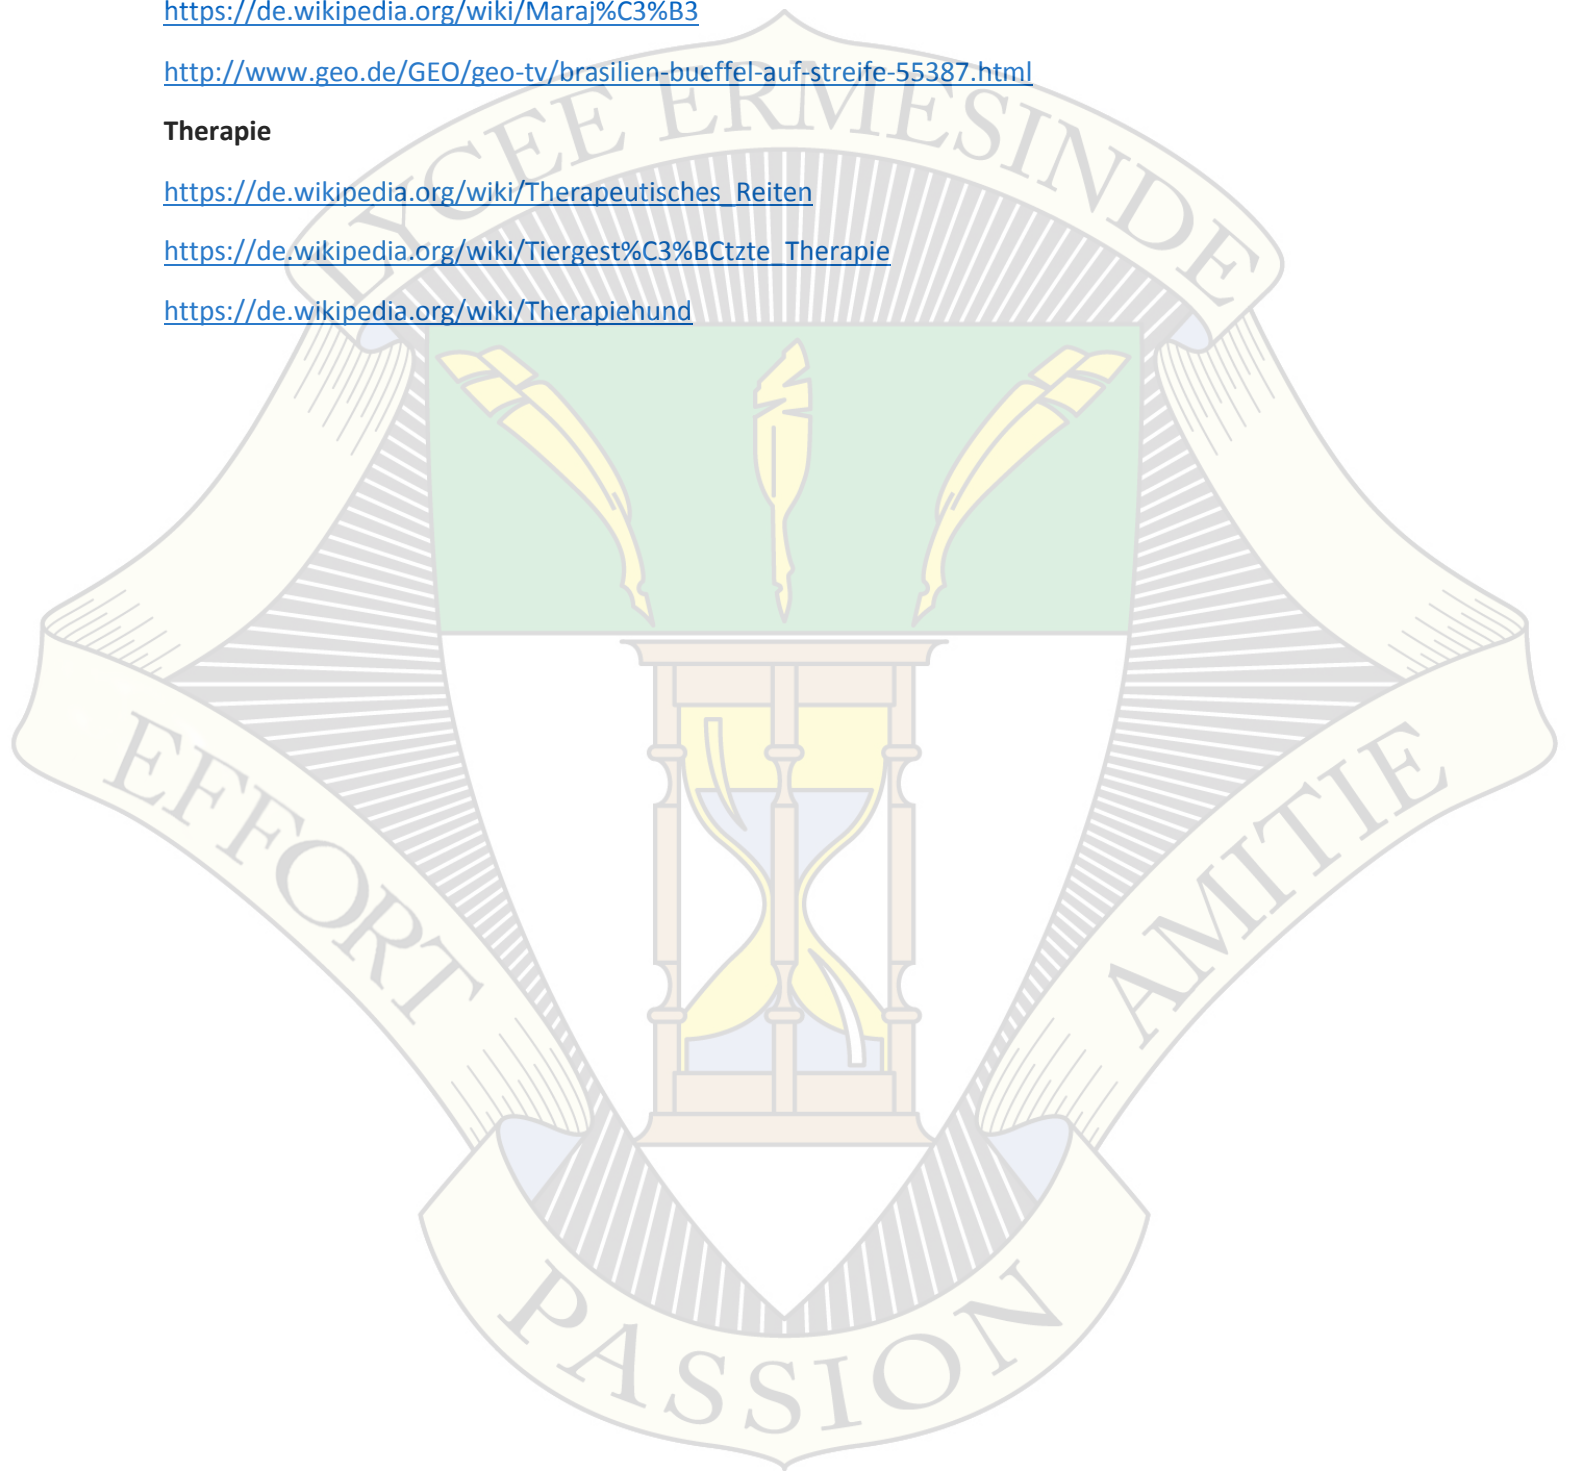 https://de.wikipedia.org/wiki/Maraj%C3%B3
http://www.geo.de/GEO/geo-tv/brasilien-bueffel-auf-streife-55387.html
Therapie
https://de.wikipedia.org/wiki/Therapeutisches_Reiten
https://de.wikipedia.org/wiki/Tiergest%C3%BCtzte_Therapie
https://de.wikipedia.org/wiki/Therapiehund
LYCEE ERMESINDE
EFFORT
AMITIE
PASSION